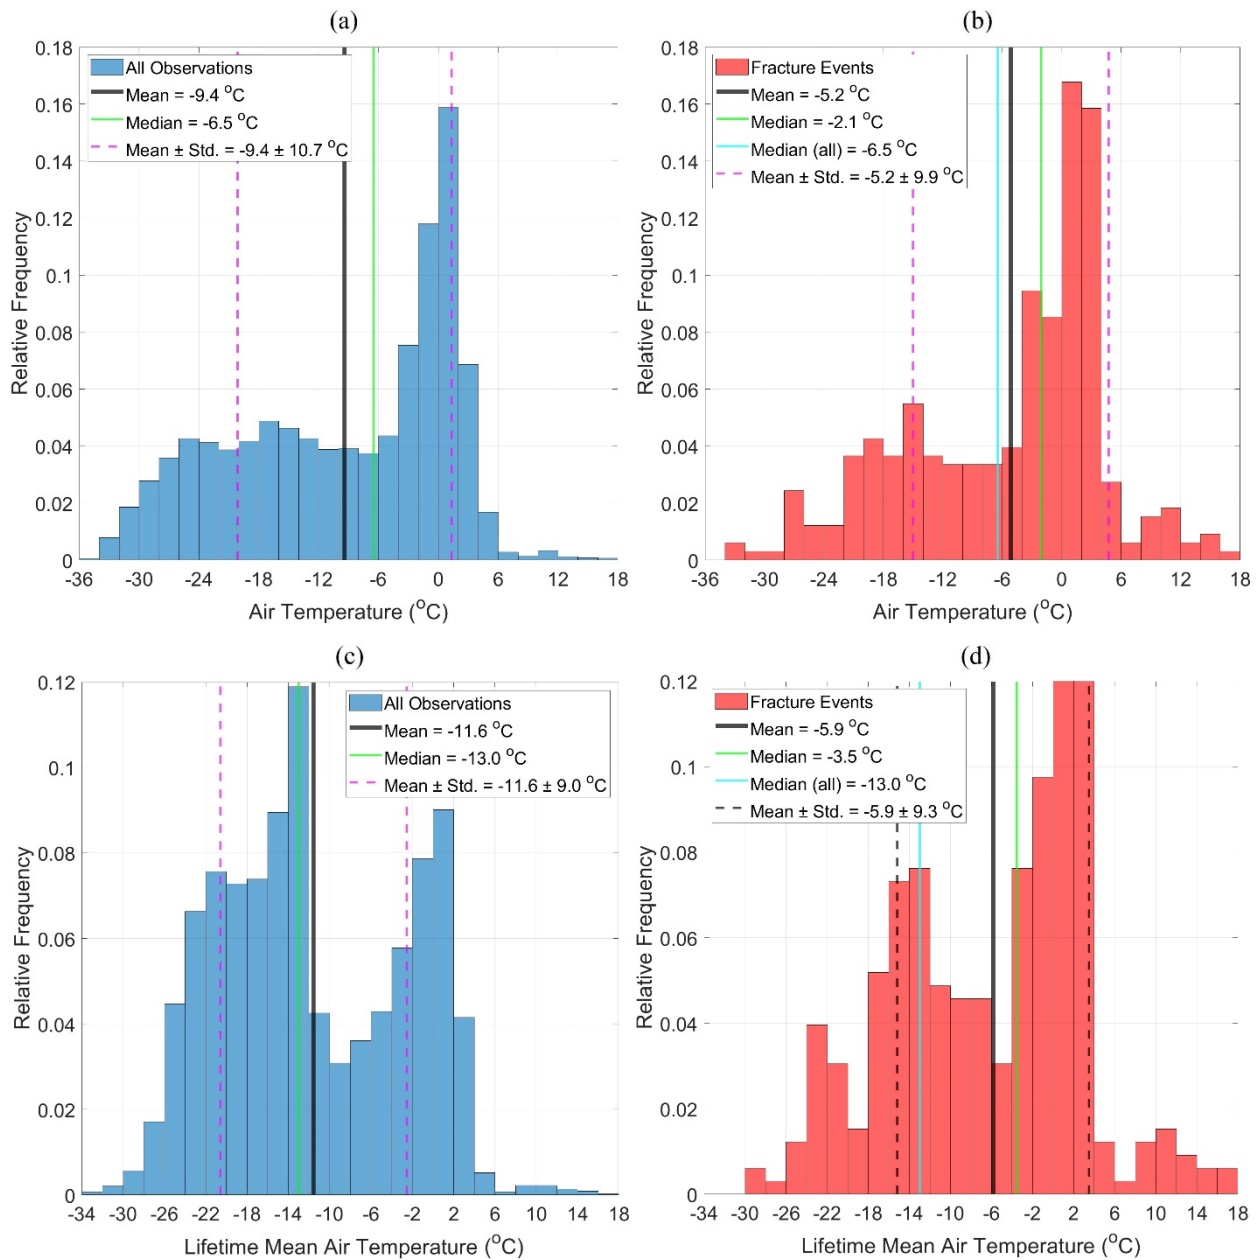 (a)
0.18
0.16
0.14
0.12
0.1
0.08
0.06
0.04
0.02
0
Relative Frequency
All Observations
Mean = -9.4 °C
Median = -6.5 °C
Mean ± Std. = -9.4 ± 10.7 °C
-36 -30 -24 -18 -12 -6 0 6 12 18
Air Temperature (°C)
(b)
0.18
0.16
0.14
0.12
0.1
0.08
0.06
0.04
0.02
0
Relative Frequency
Fracture Events
Mean = -5.2 °C
Median = -2.1 °C
Median (all) = -6.5 °C
Mean ± Std. = -5.2 ± 9.9 °C
-36 -30 -24 -18 -12 -6 0 6 12 18
Air Temperature (°C)
(c)
0.12
0.1
0.08
0.06
0.04
0.02
0
Relative Frequency
All Observations
Mean = -11.6 °C
Median = -13.0 °C
Mean ± Std. = -11.6 ± 9.0 °C
-34 -30 -26 -22 -18 -14 -10 -6 -2 2 6 10 14 18
Lifetime Mean Air Temperature (°C)
(d)
0.12
0.1
0.08
0.06
0.04
0.02
0
Relative Frequency
Fracture Events
Mean = -5.9 °C
Median = -3.5 °C
Median (all) = -13.0 °C
Mean ± Std. = -5.9 ± 9.3 °C
-34 -30 -26 -22 -18 -14 -10 -6 -2 2 6 10 14 18
Lifetime Mean Air Temperature (°C)